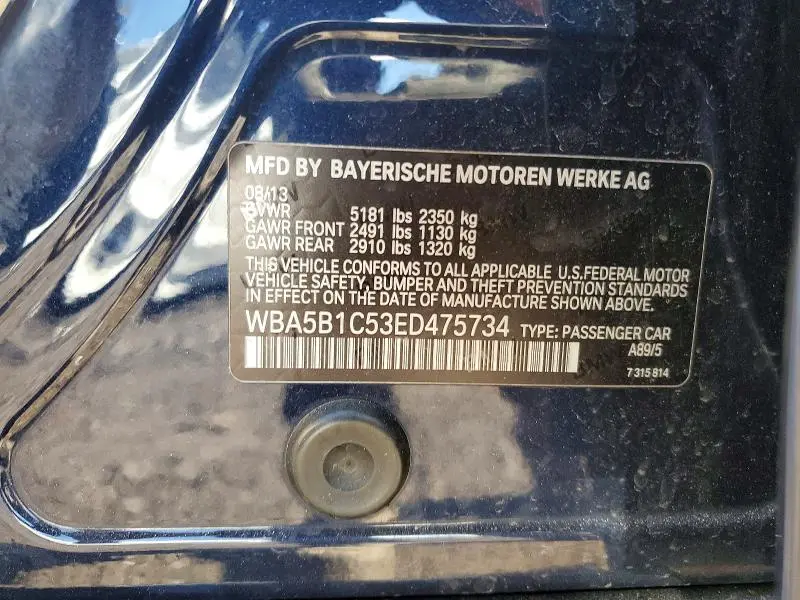 MFD BY BAYERISCHE MOTOREN WERKE AG
08/13
GVWR 5181 lbs 2350 kg
GAWR FRONT 2491 lbs 1130 kg
GAWR REAR 2910 lbs 1320 kg
THIS VEHICLE CONFORMS TO ALL APPLICABLE U.S.FEDERAL MOTOR
VEHICLE SAFETY, BUMPER AND THEFT PREVENTION STANDARDS
IN EFFECT ON THE DATE OF MANUFACTURE SHOWN ABOVE.
WBA5B1C53ED475734 TYPE: PASSENGER CAR
A89/5
7 315 814